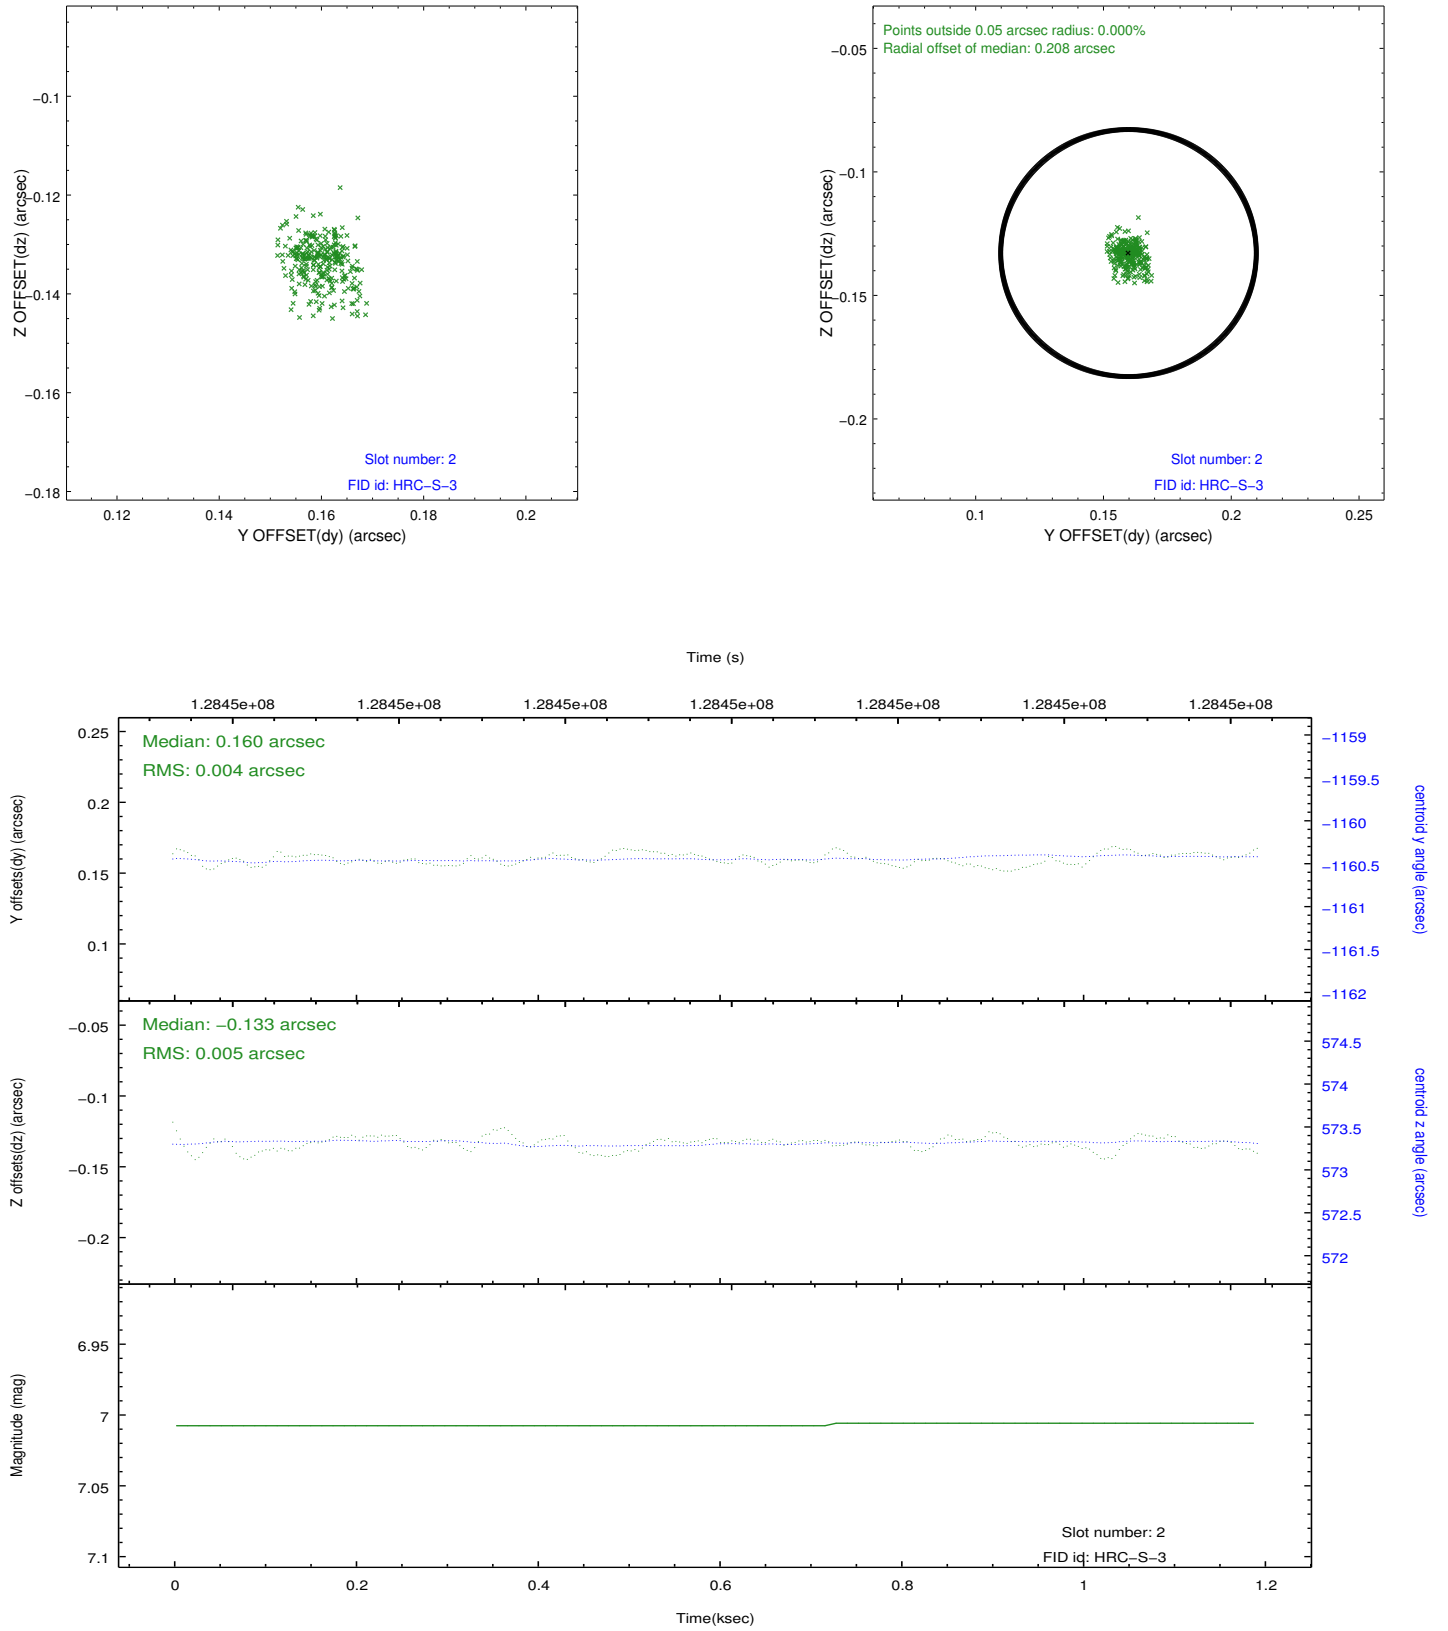 −0.1
−0.12
−0.14
−0.16
−0.18
Z OFFSET(dz) (arcsec)
Slot number: 2
FID id: HRC−S−3
0.12 0.14 0.16 0.18 0.2
Y OFFSET(dy) (arcsec)
Points outside 0.05 arcsec radius: 0.000%
Radial offset of median: 0.208 arcsec
−0.05
−0.1
−0.15
−0.2
Z OFFSET(dz) (arcsec)
Slot number: 2
FID id: HRC−S−3
0.1 0.15 0.2 0.25
Y OFFSET(dy) (arcsec)
Time (s)
1.2845e+08 1.2845e+08 1.2845e+08 1.2845e+08 1.2845e+08 1.2845e+08 1.2845e+08
Median: 0.160 arcsec
RMS: 0.004 arcsec
0.25
0.2
0.15
0.1
Y offsets(dy) (arcsec)
−1159
−1159.5
−1160
−1160.5
−1161
−1161.5
−1162
centroid y angle (arcsec)
Median: −0.133 arcsec
RMS: 0.005 arcsec
−0.05
−0.1
−0.15
−0.2
Z offsets(dz) (arcsec)
574.5
574
573.5
573
572.5
572
centroid z angle (arcsec)
6.95
7
7.05
7.1
Magnitude (mag)
Slot number: 2
FID id: HRC−S−3
0 0.2 0.4 0.6 0.8 1 1.2
Time(ksec)